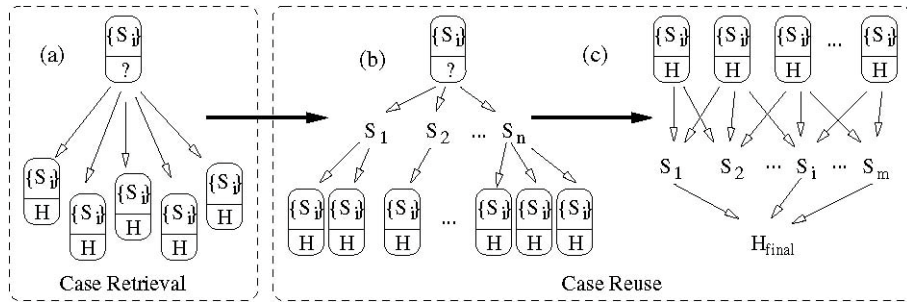 (a)
{S_i}
?
{S_i}
H
{S_i}
H
{S_i}
H
{S_i}
H
{S_i}
H
Case Retrieval
(b)
{S_i}
?
S_1 S_2 ... S_n
{S_i} {S_i} {S_i} ... {S_i} {S_i} {S_i}
H H H H H H
(c)
{S_i} {S_i} {S_i} ... {S_i}
H H H H
S_1 S_2 ... S_i ... S_m
H_final
Case Reuse